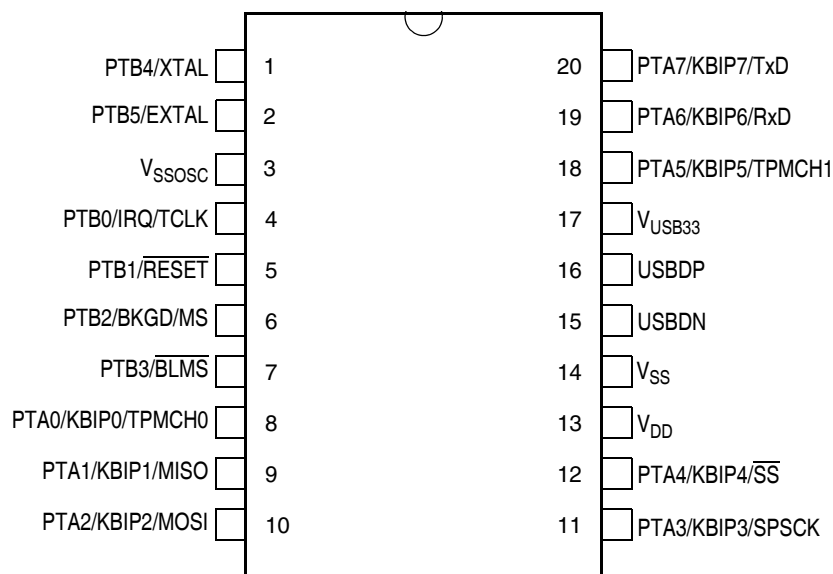 PTB4/XTAL 1 20 PTA7/KBIP7/TxD
PTB5/EXTAL 2 19 PTA6/KBIP6/RxD
VSSOSC 3 18 PTA5/KBIP5/TPMCH1
PTB0/IRQ/TCLK 4 17 VUSB33
PTB1/RESET 5 16 USBDP
PTB2/BKGD/MS 6 15 USBDN
PTB3/BLMS 7 14 VSS
PTA0/KBIP0/TPMCH0 8 13 VDD
PTA1/KBIP1/MISO 9 12 PTA4/KBIP4/SS
PTA2/KBIP2/MOSI 10 11 PTA3/KBIP3/SPSCK